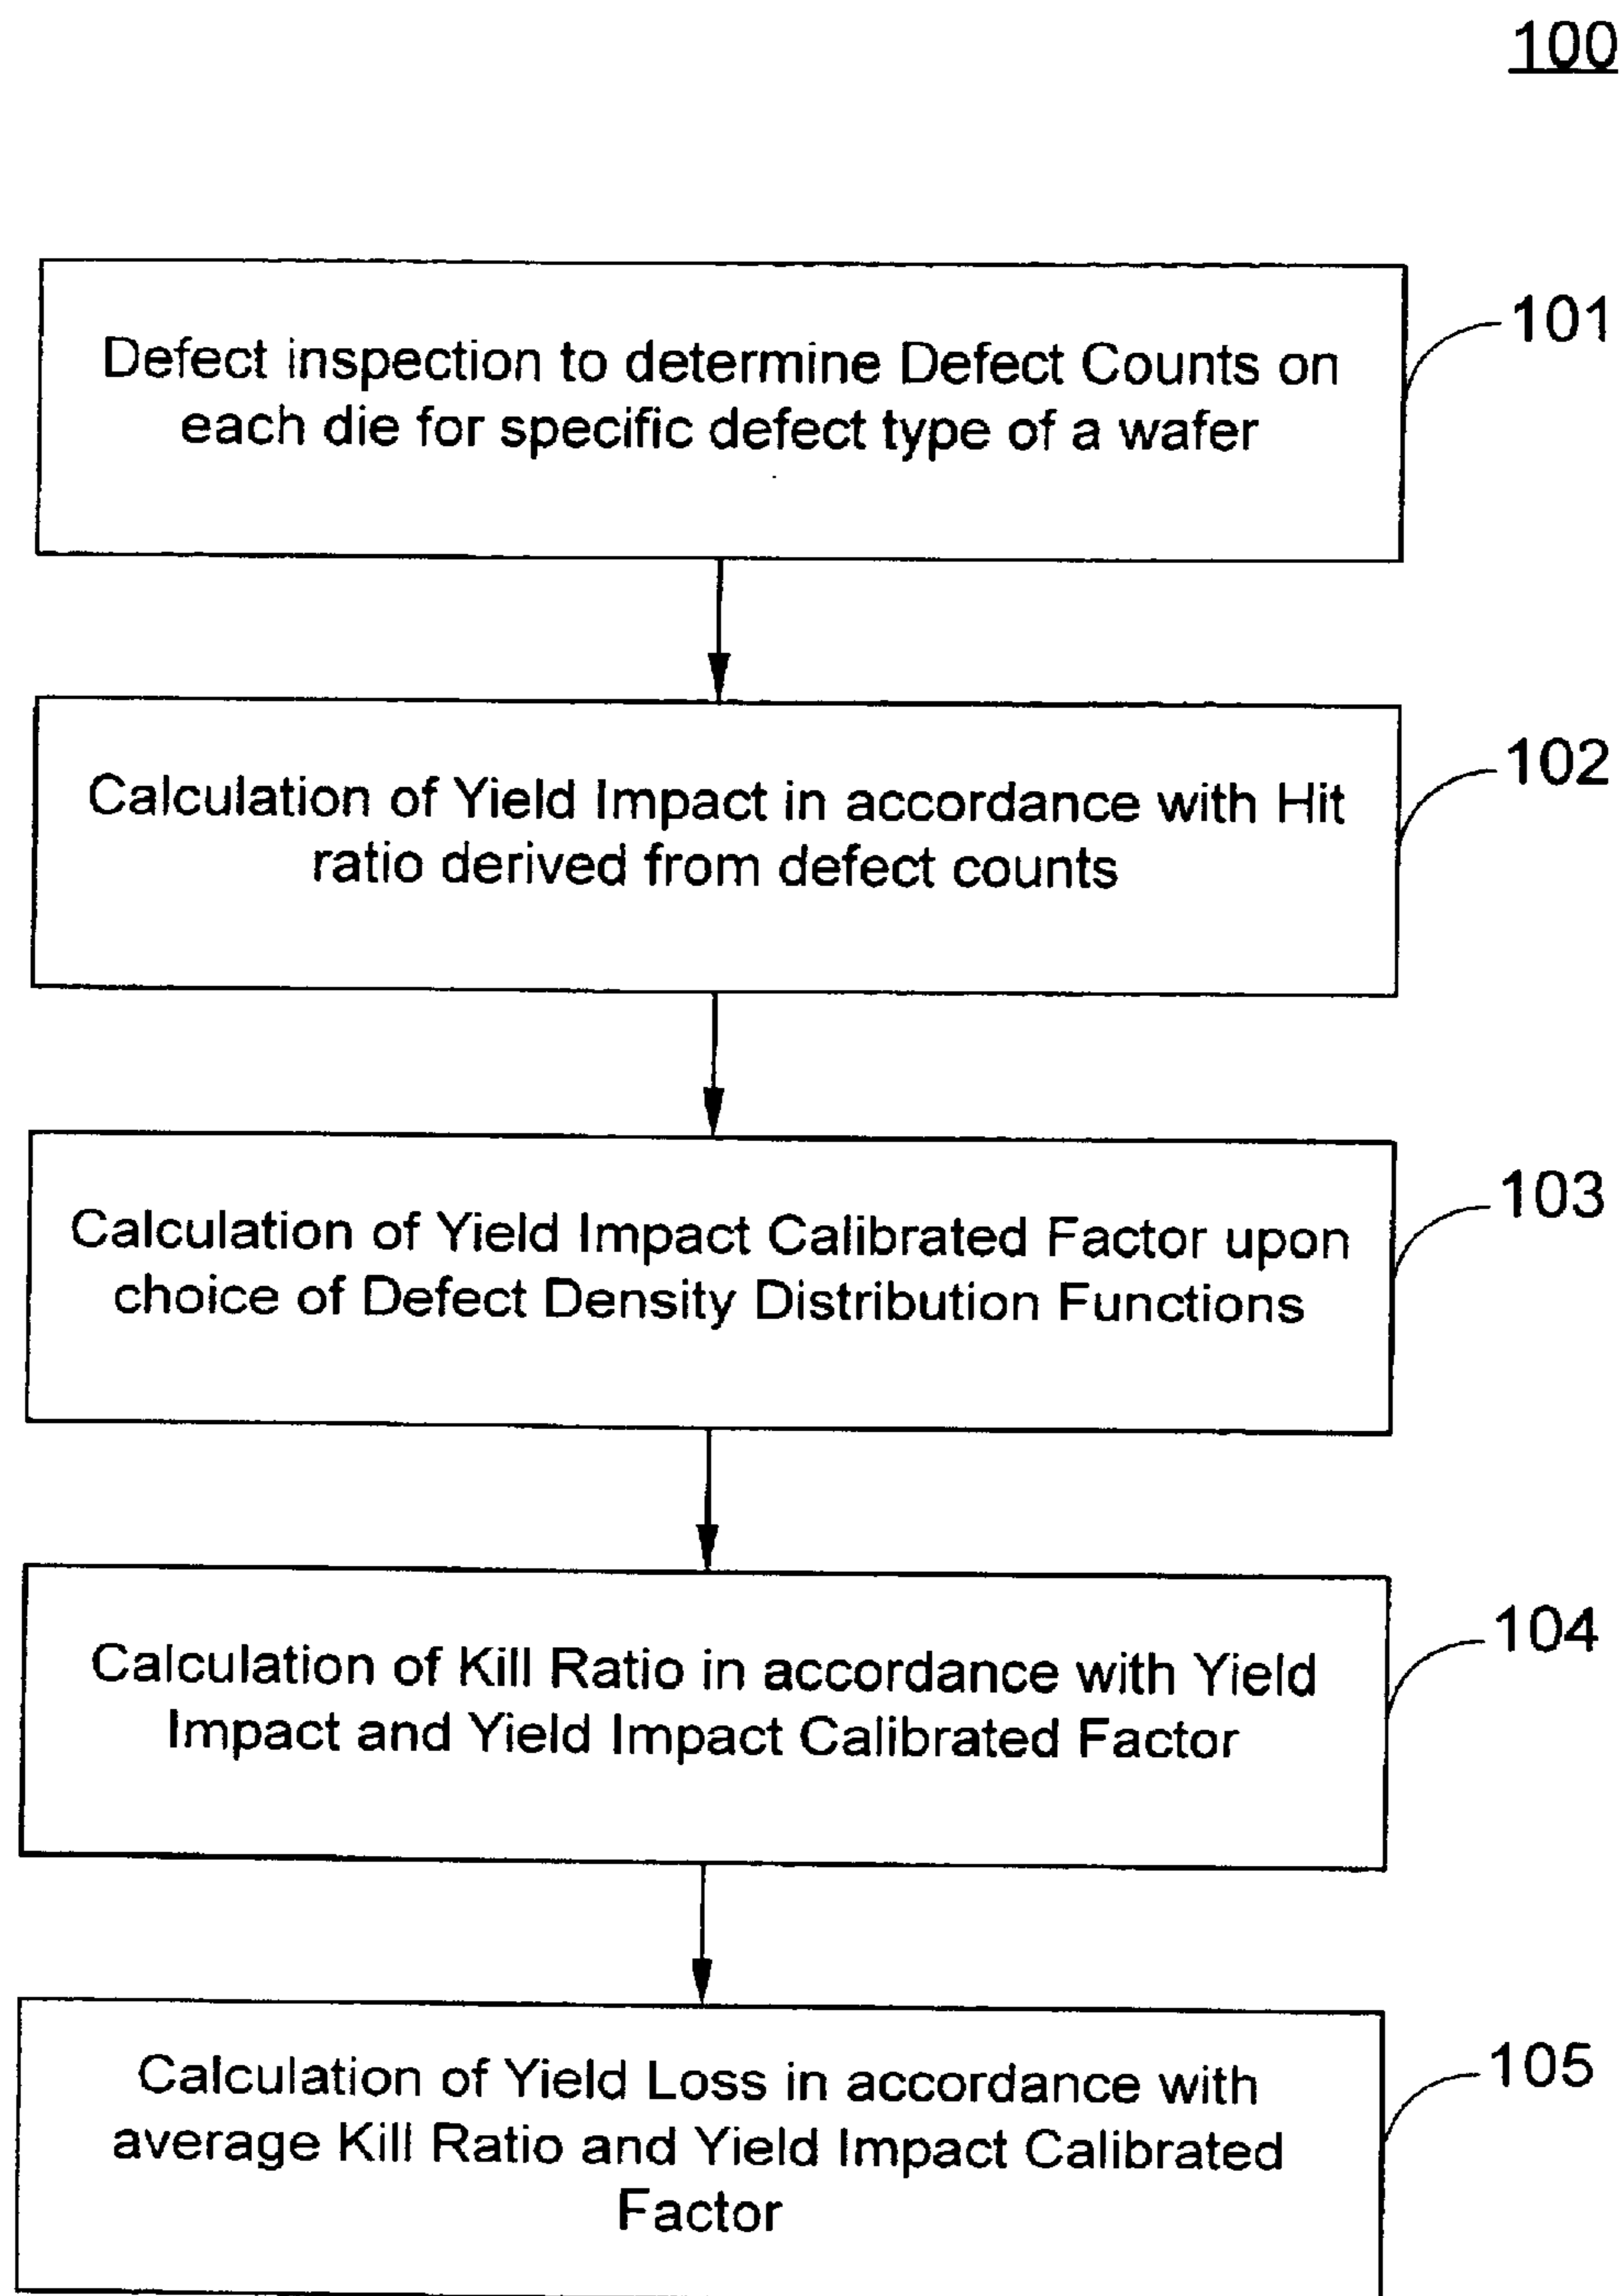 100
Defect inspection to determine Defect Counts on
each die for specific defect type of a wafer
101
Calculation of Yield Impact in accordance with Hit
ratio derived from defect counts
102
Calculation of Yield Impact Calibrated Factor upon
choice of Defect Density Distribution Functions
103
Calculation of Kill Ratio in accordance with Yield
Impact and Yield Impact Calibrated Factor
104
Calculation of Yield Loss in accordance with
average Kill Ratio and Yield Impact Calibrated
Factor
105